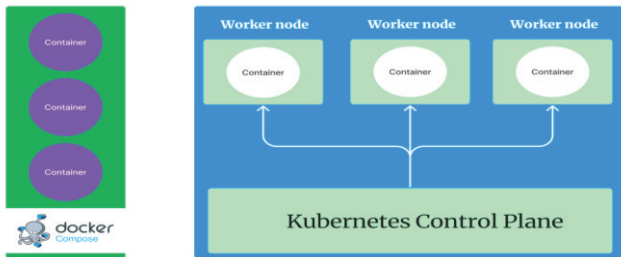 Container
Container
Container
docker
Compose
Worker node
Worker node
Worker node
Container
Container
Container
Kubernetes Control Plane